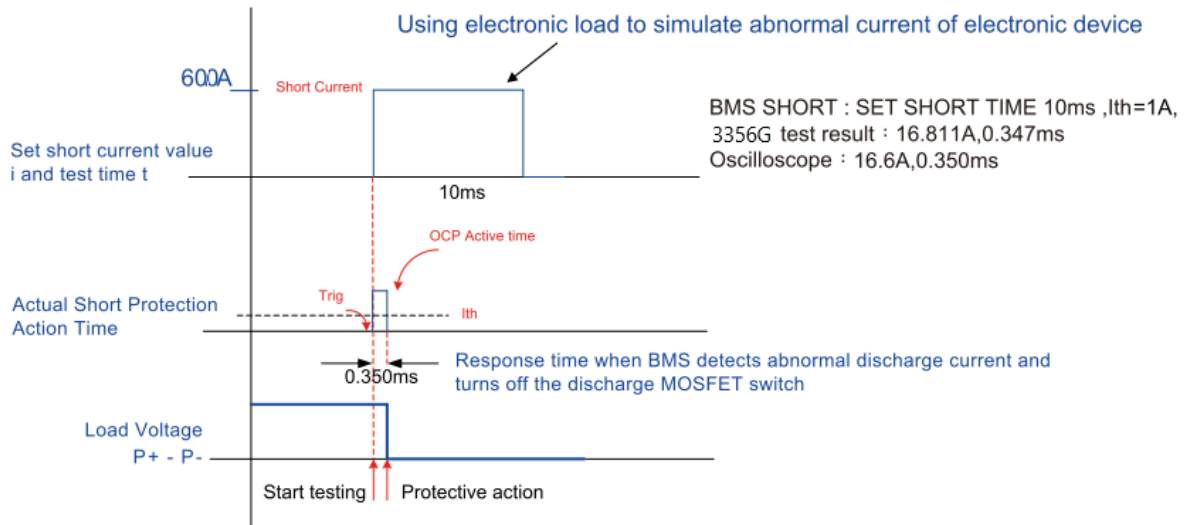 Using electronic load to simulate abnormal current of electronic device
60.0A
Short Current
BMS SHORT : SET SHORT TIME 10ms ,Ith=1A,
3356G test result：16.811A,0.347ms
Oscilloscope：16.6A,0.350ms
Set short current value
i and test time t
10ms
OCP Active time
Trig
Ith
Actual Short Protection
Action Time
0.350ms
Response time when BMS detects abnormal discharge current and
turns off the discharge MOSFET switch
Load Voltage
P+ - P-
Start testing
Protective action